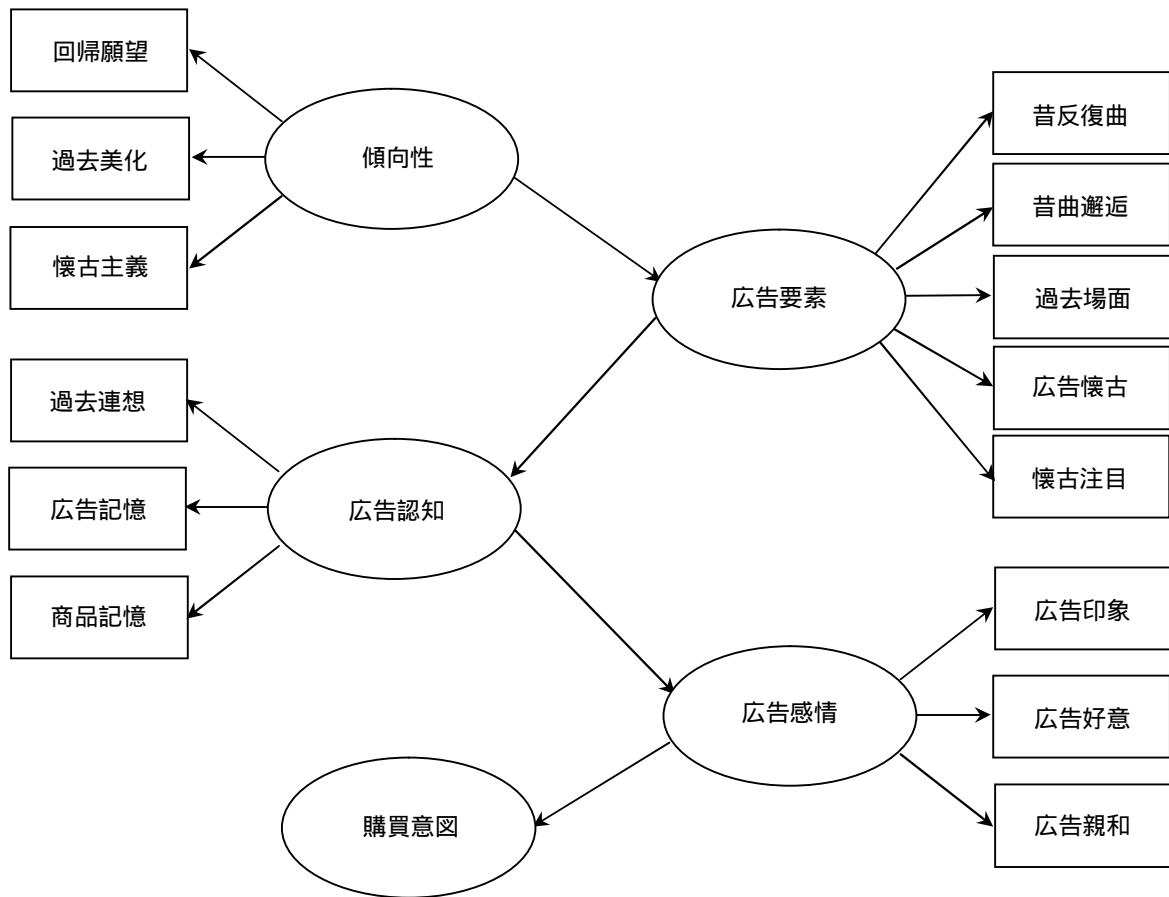 回帰願望
過去美化
傾向性
懐古主義
昔反復曲
昔曲邂逅
広告要素
過去場面
広告懐古
懐古注目
過去連想
広告記憶
広告認知
商品記憶
広告印象
広告感情
広告好意
広告親和
購買意図